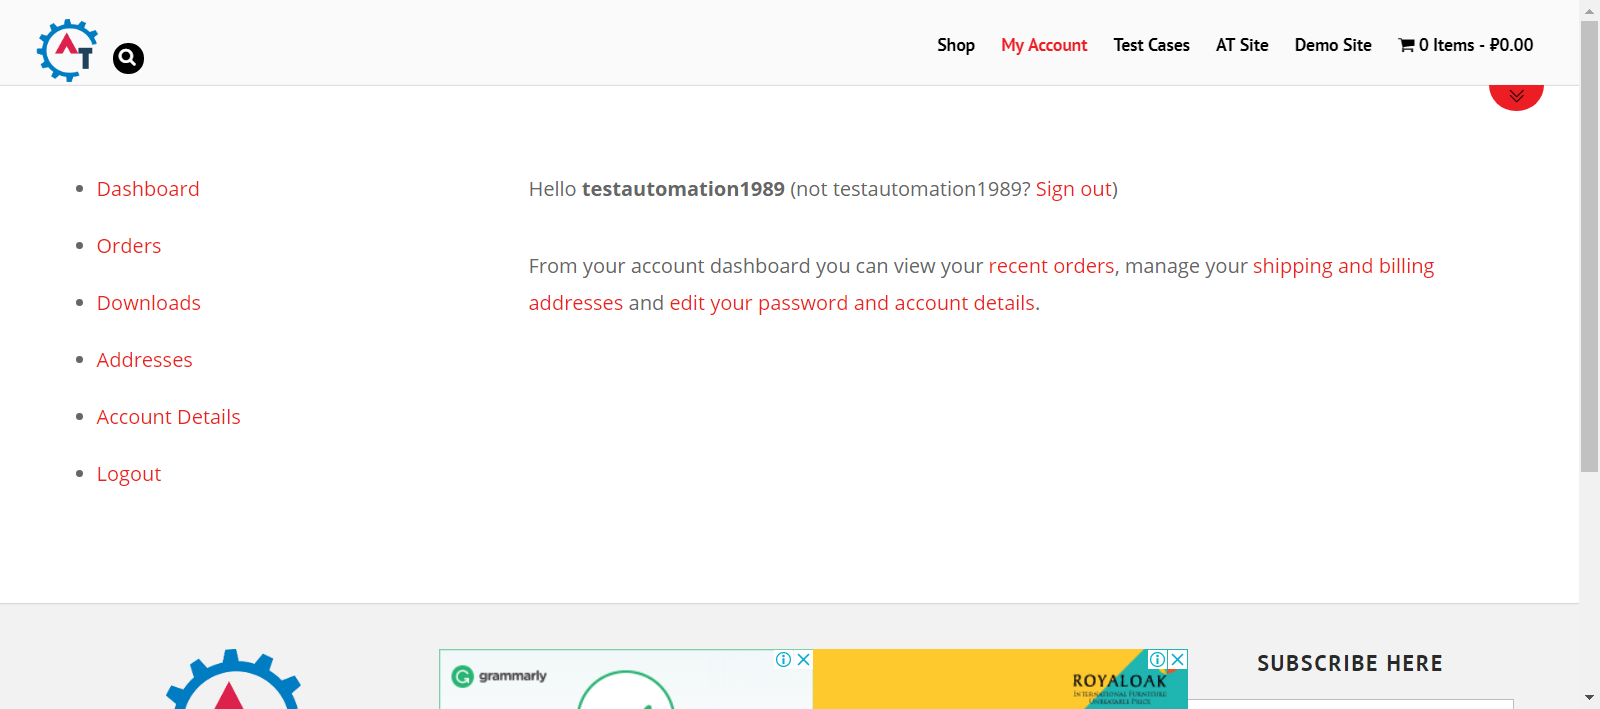 AT
Shop My Account Test Cases AT Site Demo Site 0 Items - ₽0.00
Dashboard
Orders
Downloads
Addresses
Account Details
Logout
Hello testautomation1989 (not testautomation1989? Sign out)
From your account dashboard you can view your recent orders, manage your shipping and billing
addresses and edit your password and account details.
grammarly
ROYALOAK
INTERNATIONAL FURNITURE
UNBEATABLE PRICE
SUBSCRIBE HERE